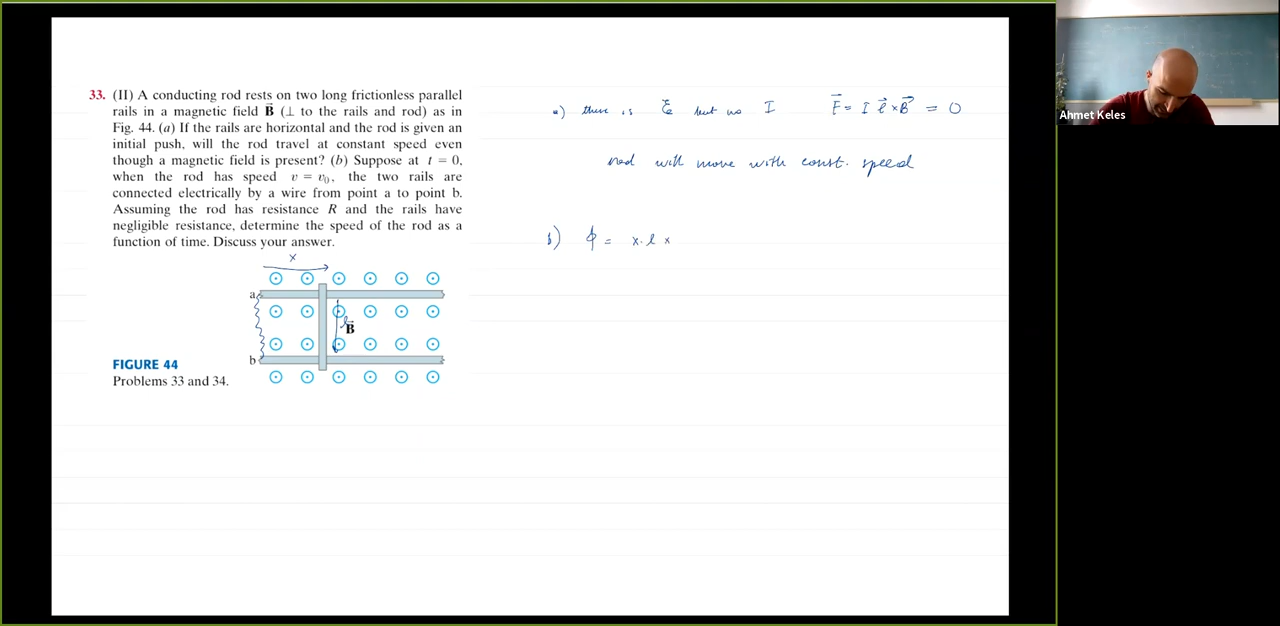 33. (II) A conducting rod rests on two long frictionless parallel
rails in a magnetic field B⃗ (⊥ to the rails and rod) as in
Fig. 44. (a) If the rails are horizontal and the rod is given an
initial push, will the rod travel at constant speed even
though a magnetic field is present? (b) Suppose at t = 0,
when the rod has speed v = v₀, the two rails are
connected electrically by a wire from point a to point b.
Assuming the rod has resistance R and the rails have
negligible resistance, determine the speed of the rod as a
function of time. Discuss your answer.
x
a
l
B⃗
b
FIGURE 44
Problems 33 and 34.
a) there is ℰ but no I F⃗ = I l⃗ × B⃗ = 0
rod will move with const. speed
b) ϕ = x · l ×
Ahmet Keles